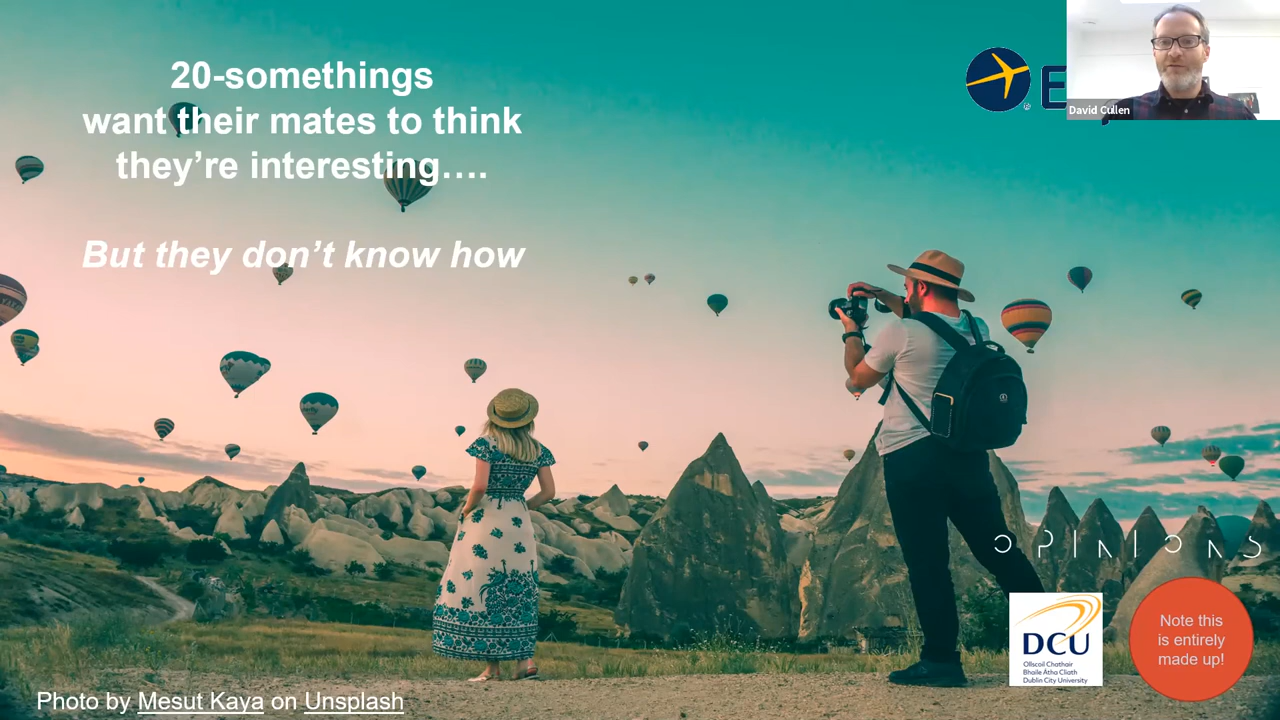 20-somethings
want their mates to think
they’re interesting….
But they don’t know how
E
David Cullen
OPINIONS
DCU
Ollscoil Chathair
Bhaile Átha Cliath
Dublin City University
Note this
is entirely
made up!
Photo by Mesut Kaya on Unsplash